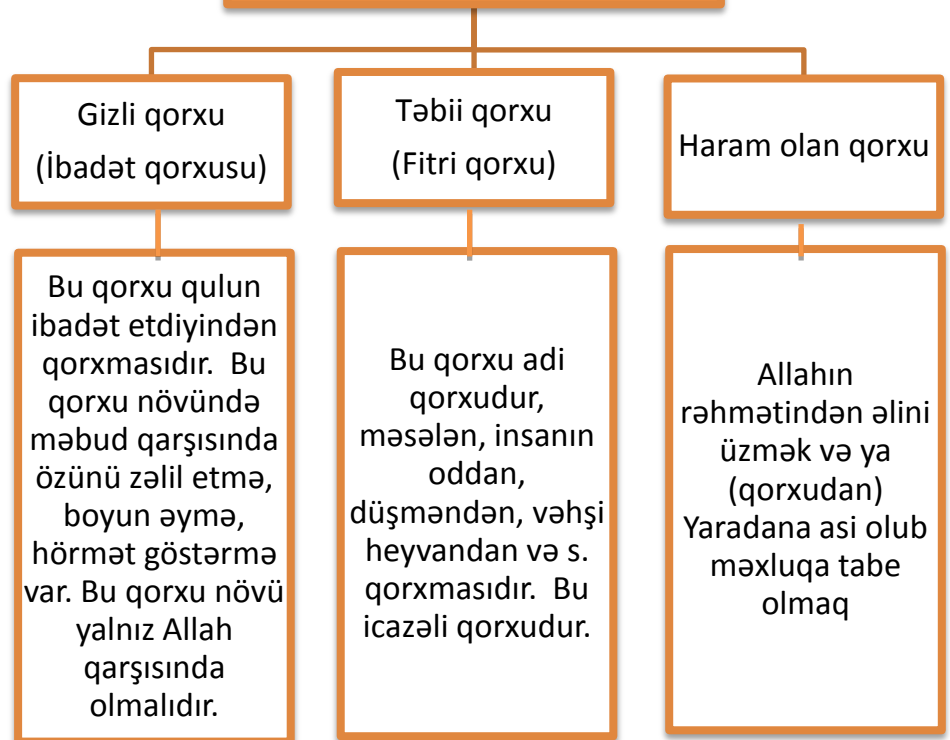 Gizli qorxu
(İbadət qorxusu)
Təbii qorxu
(Fitri qorxu)
Haram olan qorxu
Bu qorxu qulun
ibadət etdiyindən
qorxmasıdır. Bu
qorxu növündə
məbud qarşısında
özünü zəlil etmə,
boyun əymə,
hörmət göstərmə
var. Bu qorxu növü
yalnız Allah
qarşısında
olmalıdır.
Bu qorxu adi
qorxudur,
məsələn, insanın
oddan,
düşməndən, vəhşi
heyvandan və s.
qorxmasıdır. Bu
icazəli qorxudur.
Allahın
rəhmətindən əlini
üzmək və ya
(qorxudan)
Yaradana asi olub
məxluqa tabe
olmaq